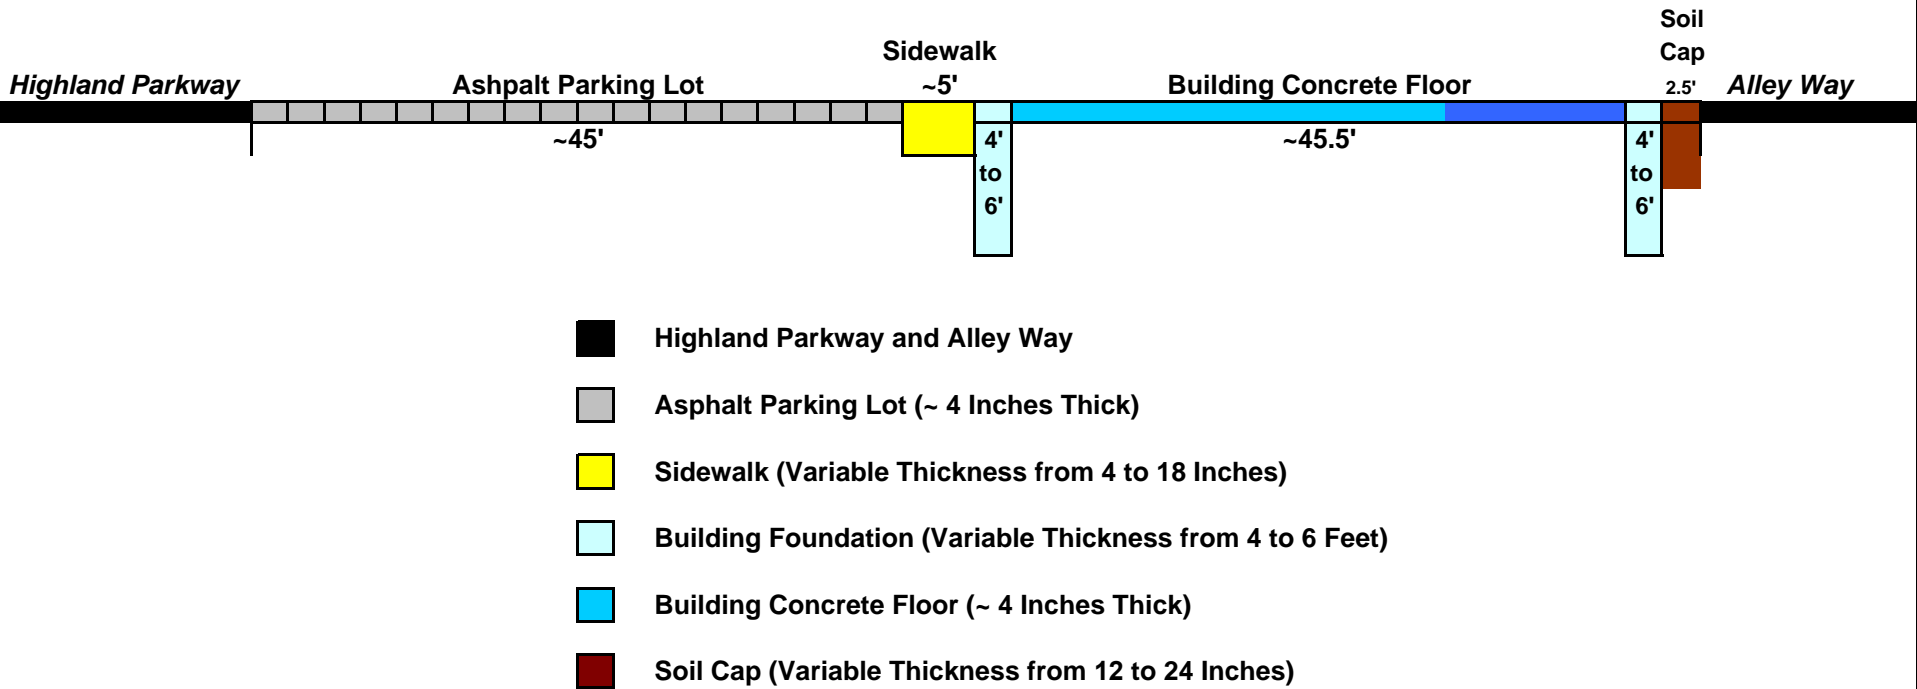 Soil
Sidewalk Cap
Highland Parkway Ashpalt Parking Lot ~5' Building Concrete Floor 2.5' Alley Way
~45' 4' ~45.5' 4'
to to
6' 6'
Highland Parkway and Alley Way
Asphalt Parking Lot (~ 4 Inches Thick)
Sidewalk (Variable Thickness from 4 to 18 Inches)
Building Foundation (Variable Thickness from 4 to 6 Feet)
Building Concrete Floor (~ 4 Inches Thick)
Soil Cap (Variable Thickness from 12 to 24 Inches)